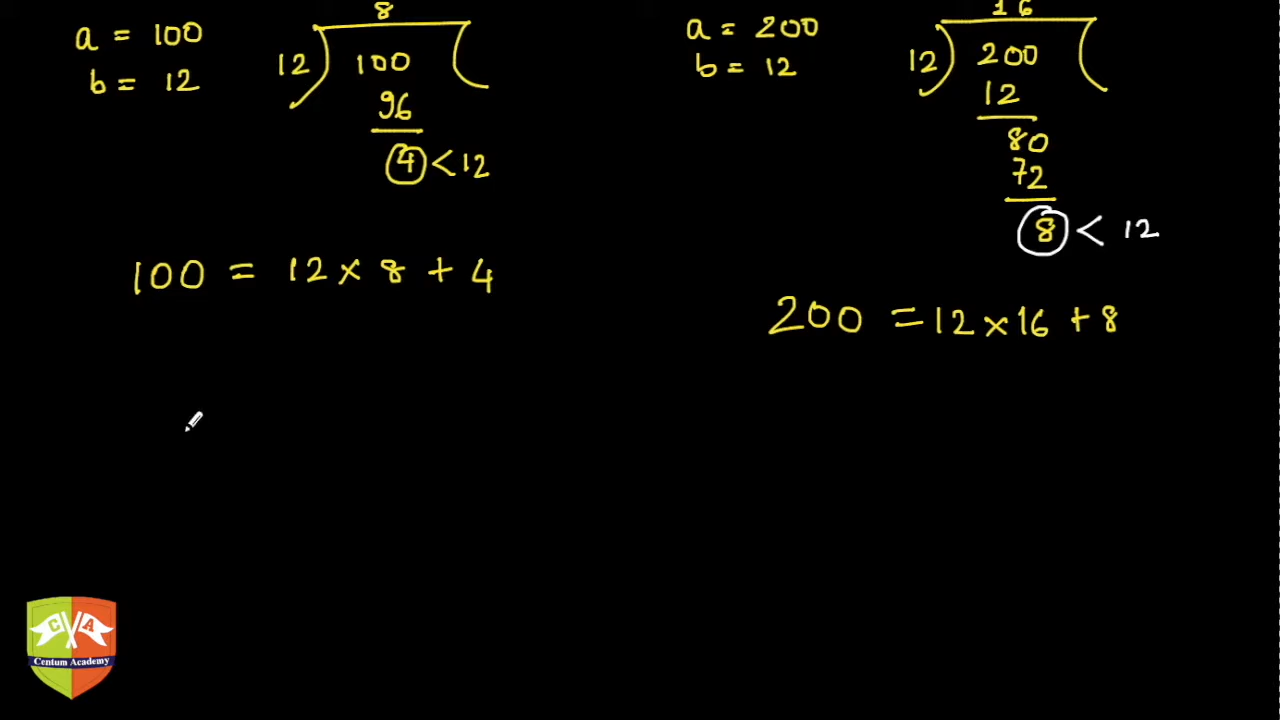 a = 100
b = 12
8
12 ) 100 (
96
4 < 12
100 = 12 × 8 + 4
a = 200
b = 12
16
12 ) 200 (
12
80
72
8 < 12
200 = 12 × 16 + 8
C A
Centum Academy